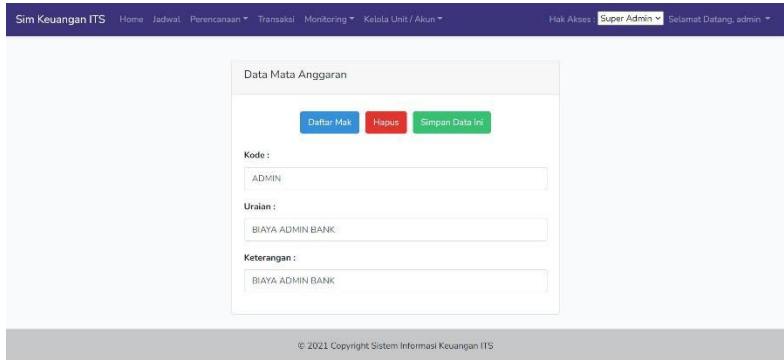 Sim Keuangan ITS Home Jadwal Perencanaan Transaksi Monitoring Kelola Unit / Akun Hak Akses : Super Admin Selamat Datang, admin
Data Mata Anggaran
Daftar Mak Hapus Simpan Data Ini
Kode :
ADMIN
Uraian :
BIAYA ADMIN BANK
Keterangan :
BIAYA ADMIN BANK
© 2021 Copyright Sistem Informasi Keuangan ITS